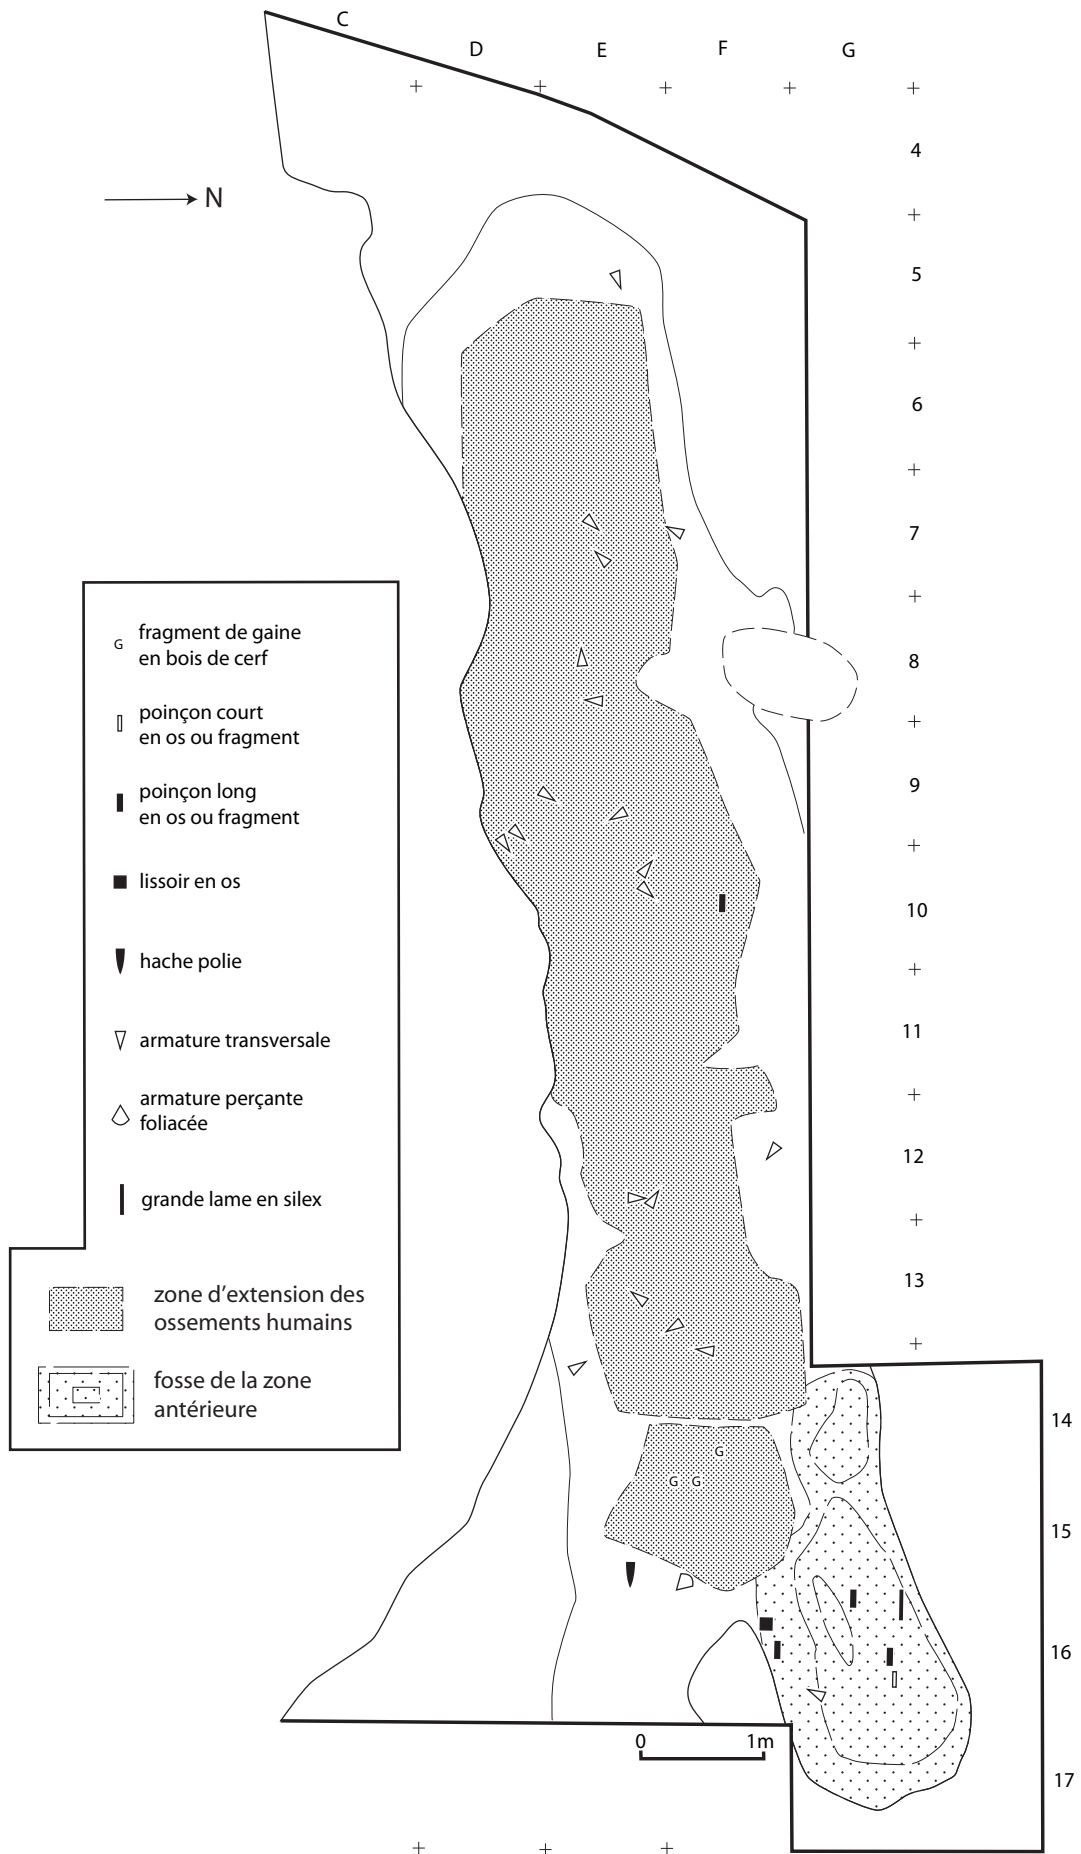 C
D E F G
4
N
5
6
7
fragment de gaine
G
en bois de cerf
8
poinçon court
en os ou fragment
9
poinçon long
en os ou fragment
lissoir en os
10
hache polie
11
armature transversale
armature perçante
foliacée
12
grande lame en silex
13
zone d'extension des
ossements humains
fosse de la zone
antérieure
14
G
G G
15
16
0 1m
17